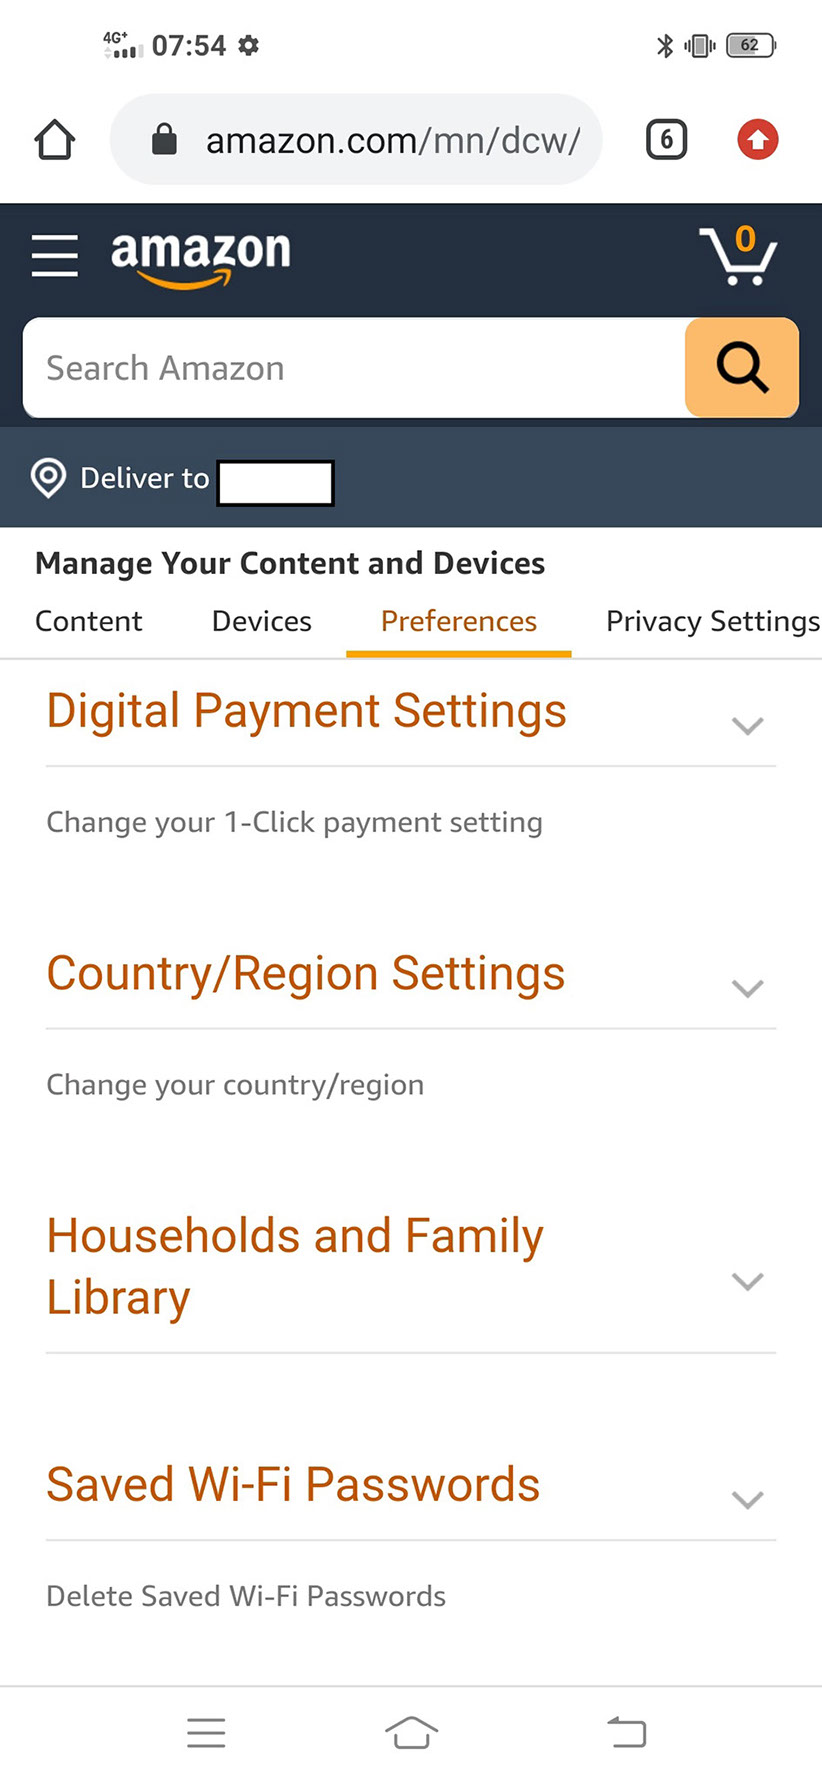 4G+ 07:54 62
amazon.com/mn/dcw/ 6
amazon 0
Search Amazon
Deliver to
Manage Your Content and Devices
Content Devices Preferences Privacy Settings
Digital Payment Settings
Change your 1-Click payment setting
Country/Region Settings
Change your country/region
Households and Family
Library
Saved Wi-Fi Passwords
Delete Saved Wi-Fi Passwords